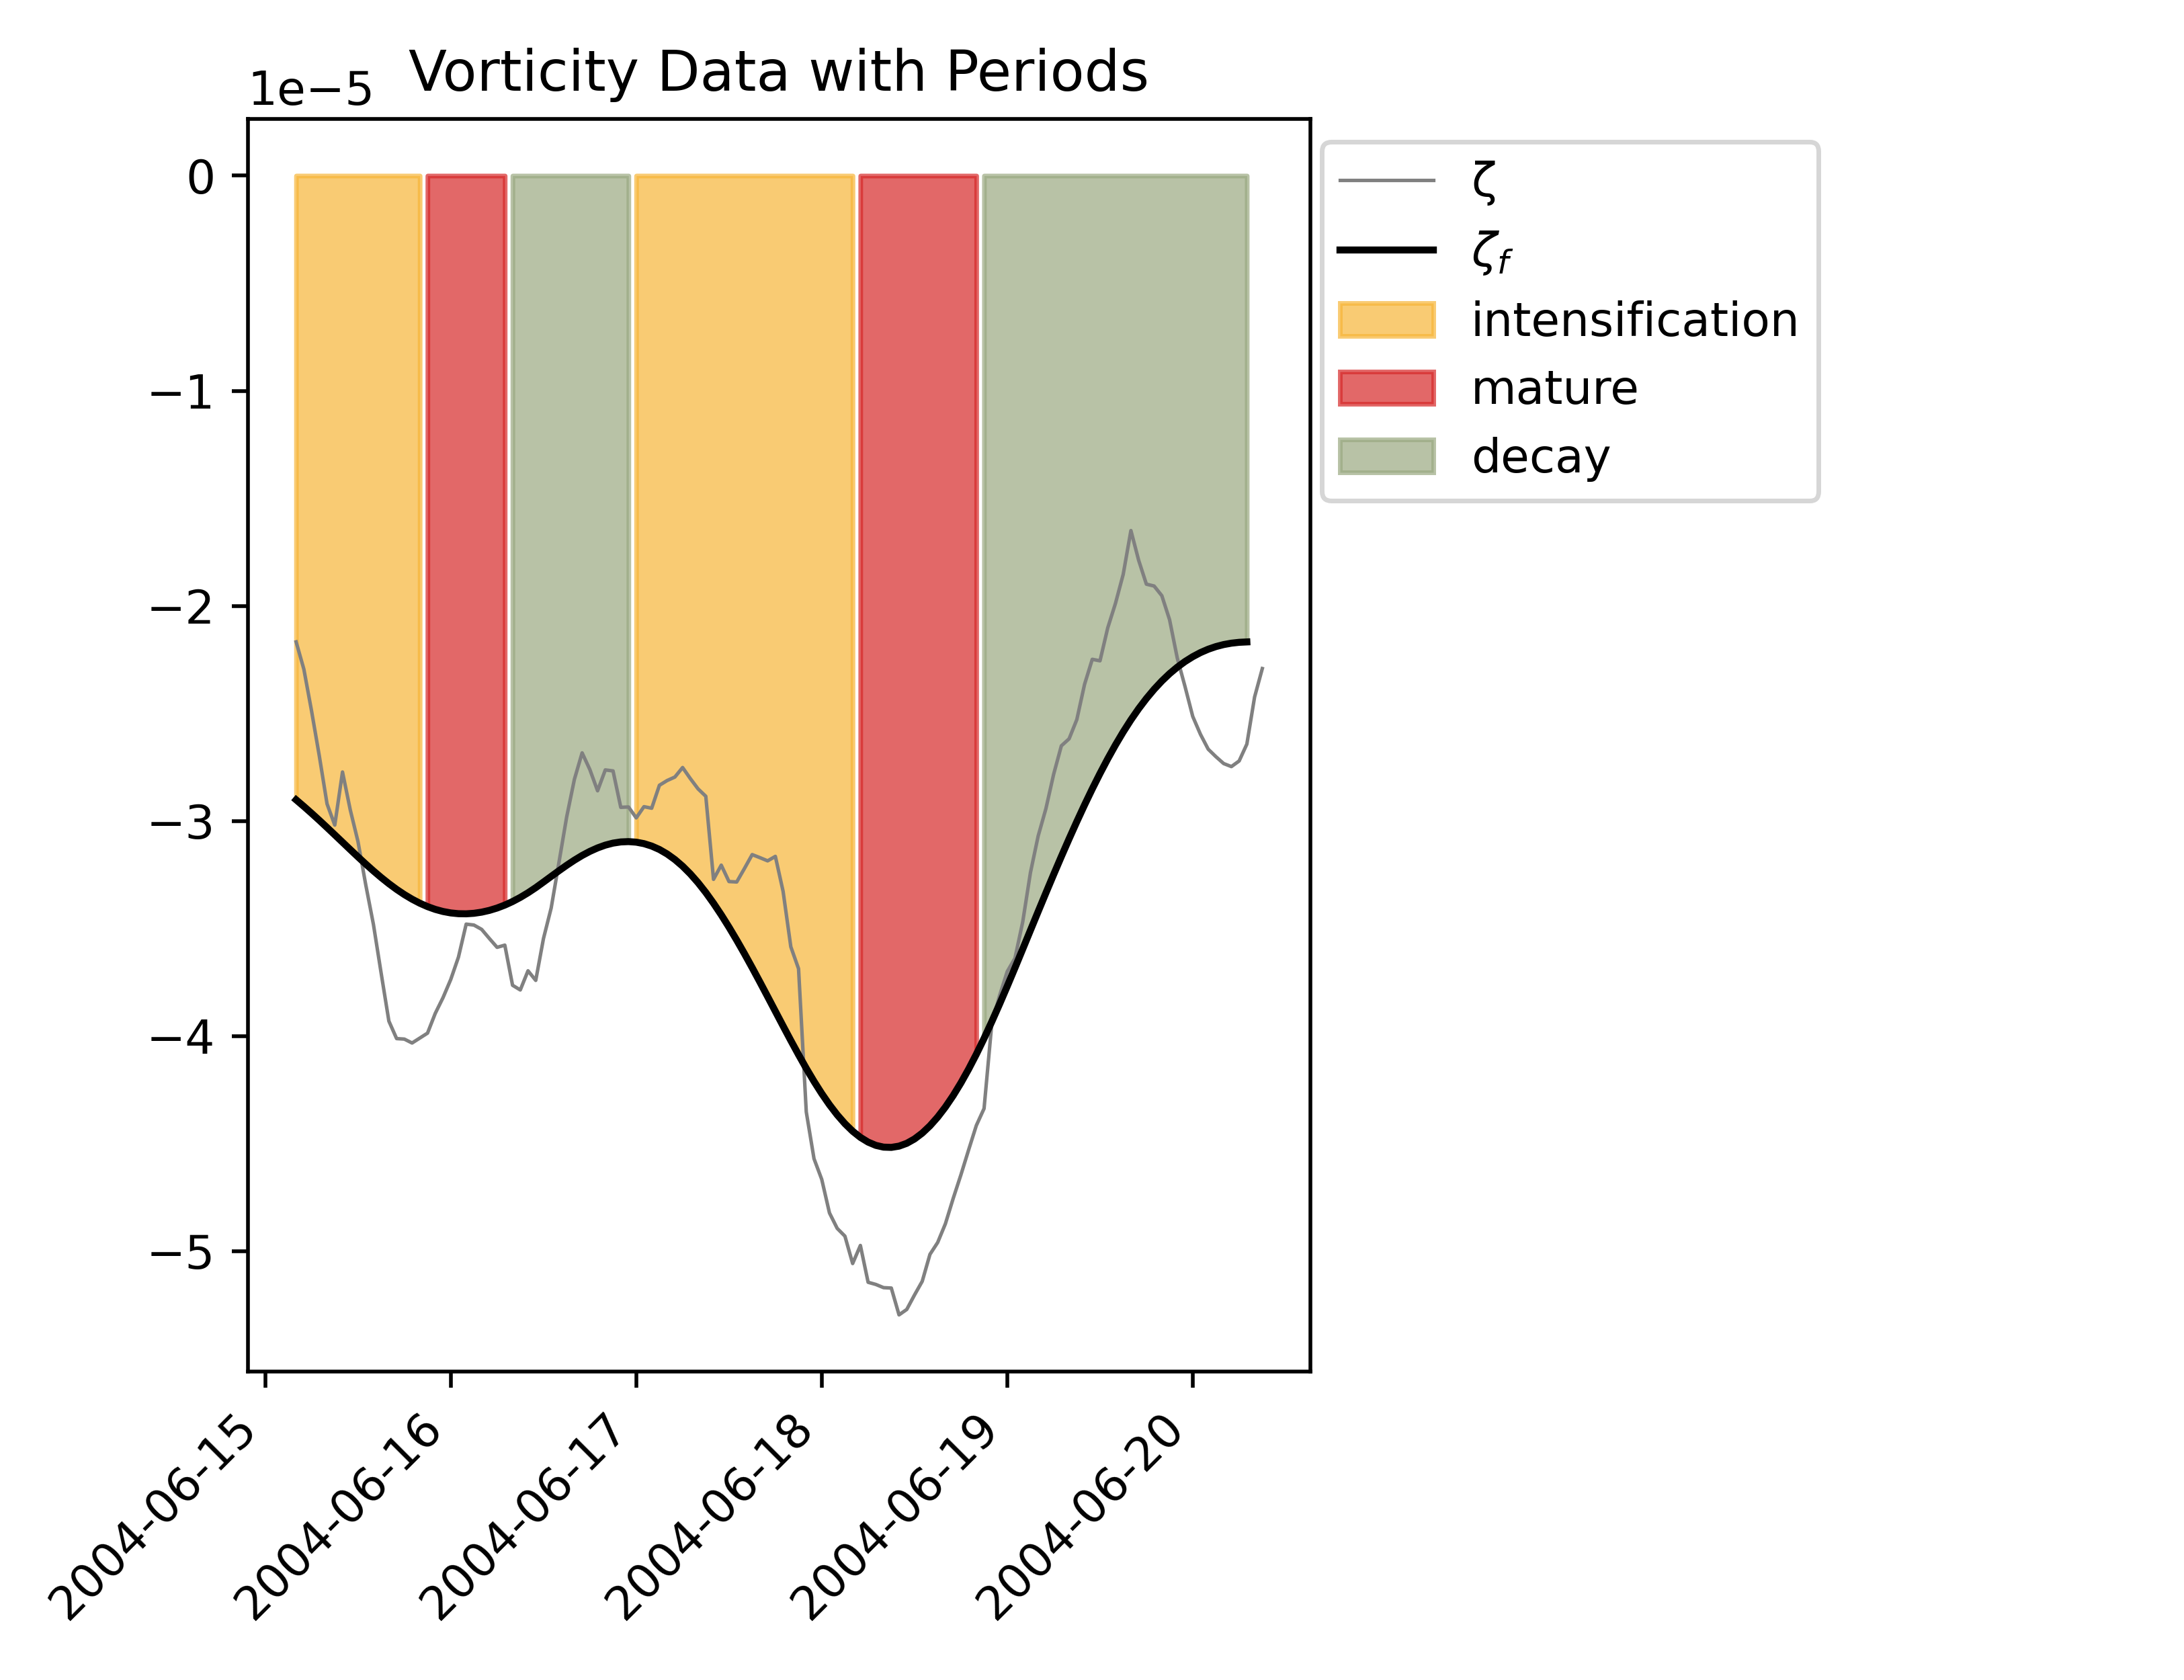 Vorticity Data with Periods
1e−5
0
−1
−2
−3
−4
−5
2004-06-15
2004-06-16
2004-06-17
2004-06-18
2004-06-19
2004-06-20
ζ
ζf
intensification
mature
decay